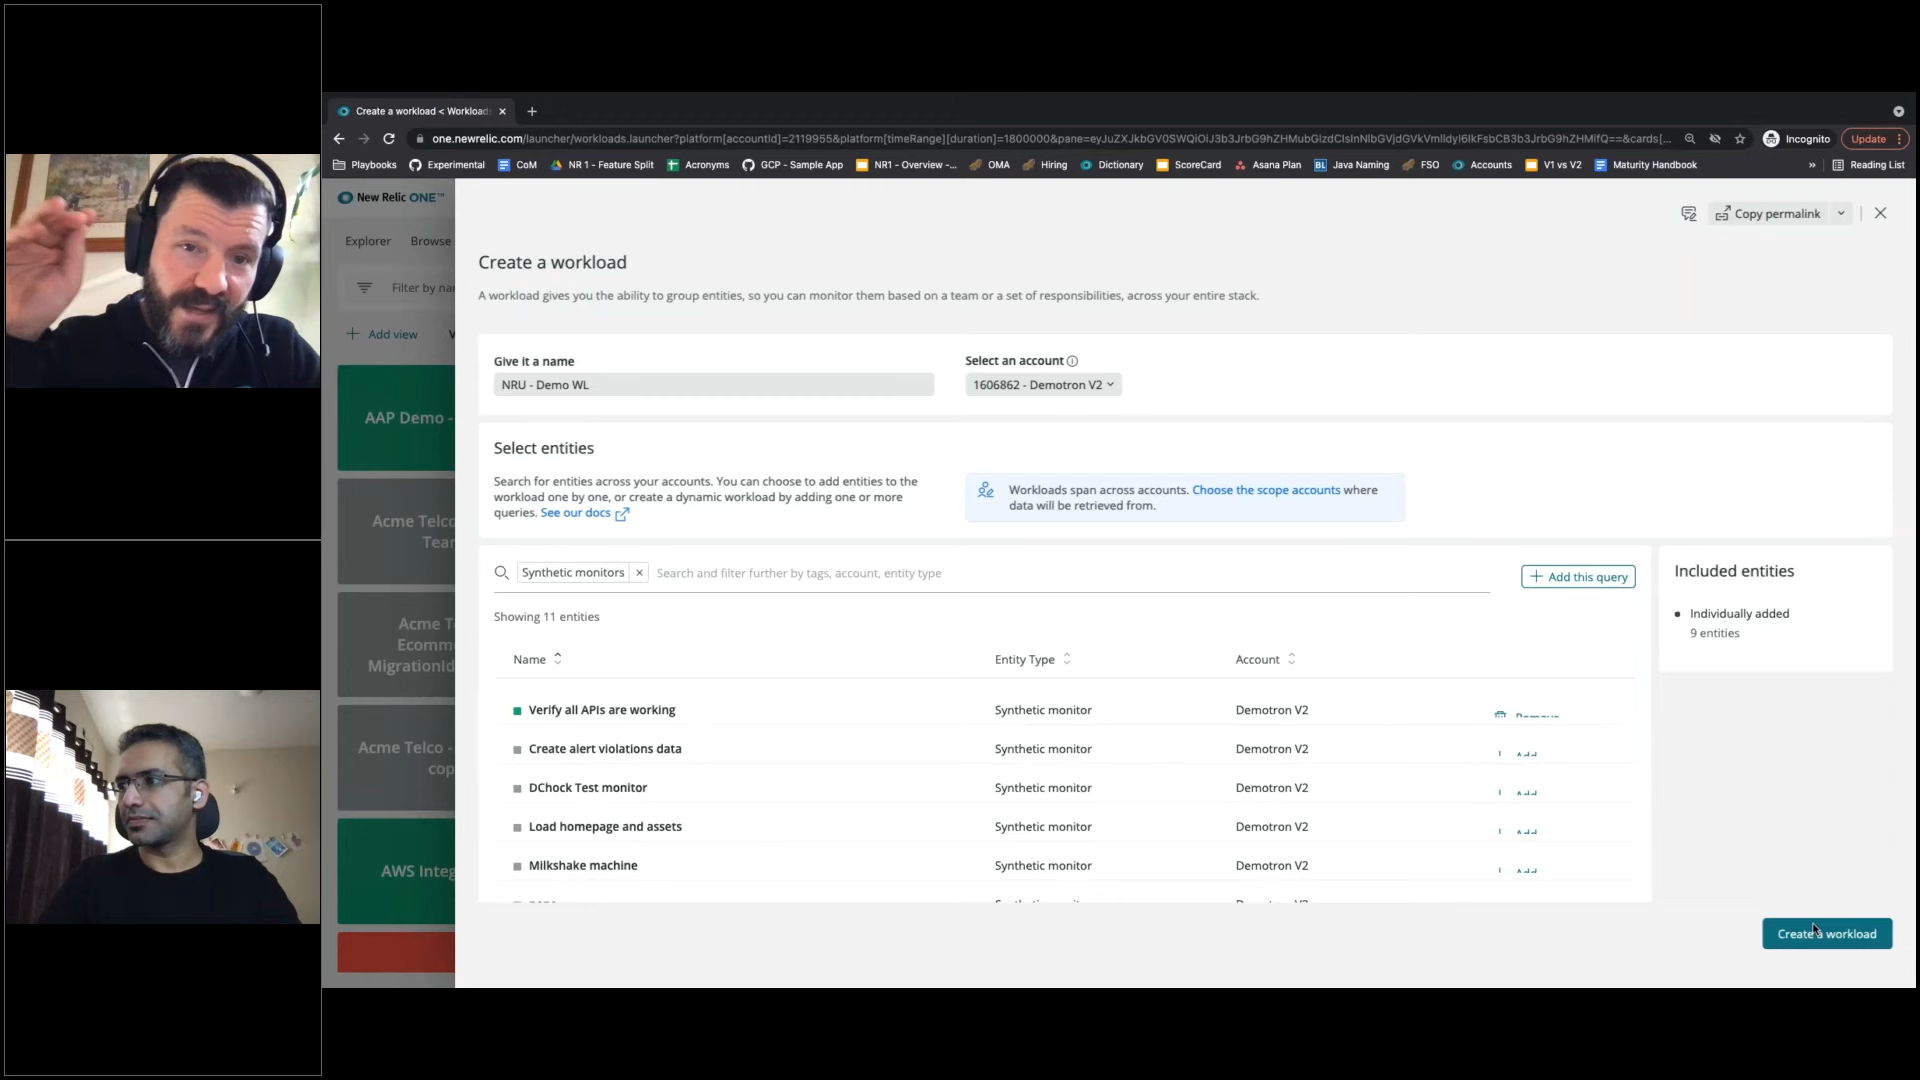 Create a workload < Workloads
one.newrelic.com/launcher/workloads.launcher?platform[accountId]=2119955&platform[timeRange][duration]=1800000&pane=
Incognito
Update
Playbooks
Experimental
CoM
NR 1 - Feature Split
Acronyms
GCP - Sample App
NR1 - Overview -...
OMA
Hiring
Dictionary
ScoreCard
Asana Plan
Java Naming
FSO
Accounts
V1 vs V2
Maturity Handbook
»
Reading List
New Relic ONE™
Copy permalink
Explorer
Browse
Filter by na
+ Add view
AAP Demo -
Acme Telco
Tear
Acme T
Ecomm
MigrationId
Acme Telco -
cop
AWS Integ
Create a workload
A workload gives you the ability to group entities, so you can monitor them based on a team or a set of responsibilities, across your entire stack.
Give it a name
NRU - Demo WL
Select an account
1606862 - Demotron V2
Select entities
Search for entities across your accounts. You can choose to add entities to the
workload one by one, or create a dynamic workload by adding one or more
queries. See our docs
Workloads span across accounts. Choose the scope accounts where
data will be retrieved from.
Synthetic monitors
Search and filter further by tags, account, entity type
+ Add this query
Showing 11 entities
Name
Entity Type
Account
Verify all APIs are working
Synthetic monitor
Demotron V2
Create alert violations data
Synthetic monitor
Demotron V2
DChock Test monitor
Synthetic monitor
Demotron V2
Load homepage and assets
Synthetic monitor
Demotron V2
Milkshake machine
Synthetic monitor
Demotron V2
Included entities
Individually added
9 entities
Create a workload